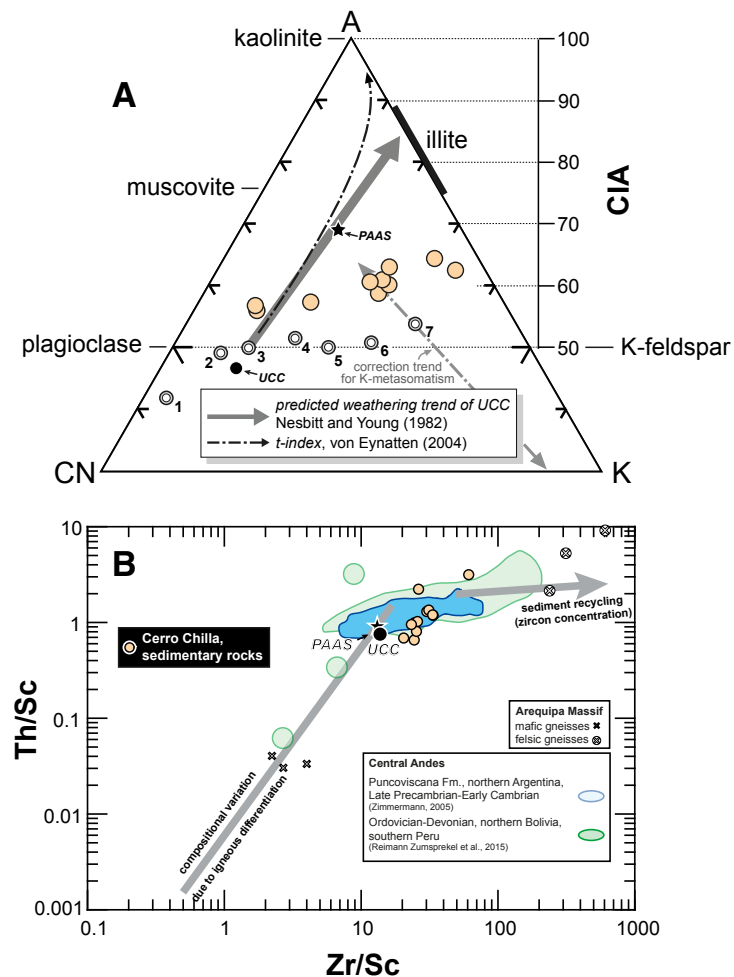 A
kaolinite
100
A
90
illite
80
CIA
muscovite
70
PAAS
60
7
plagioclase
2
3
4
5
6
50
K-feldspar
UCC
correction trend
for K-metasomatism
1
predicted weathering trend of UCC
Nesbitt and Young (1982)
t-index, von Eynatten (2004)
CN
K
10
B
sediment recycling
(zircon concentration)
Cerro Chilla,
sedimentary rocks
1
PAAS
UCC
Arequipa Massif
mafic gneisses
felsic gneisses
Th/Sc
0.1
Central Andes
Puncoviscana Fm., northern Argentina,
Late Precambrian-Early Cambrian
(Zimmermann, 2005)
Ordovician-Devonian, northern Bolivia,
southern Peru
(Reimann Zumsprekel et al., 2015)
compositional variation
due to igneous differentiation
0.01
0.001
0.1
1
10
100
1000
Zr/Sc